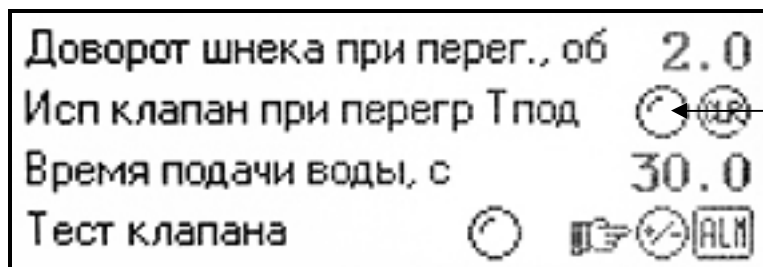 Доворот шнека при перег., об 2.0
Исп клапан при перегр Тпод
Время подачи воды, с 30.0
Тест клапана +/- ALM